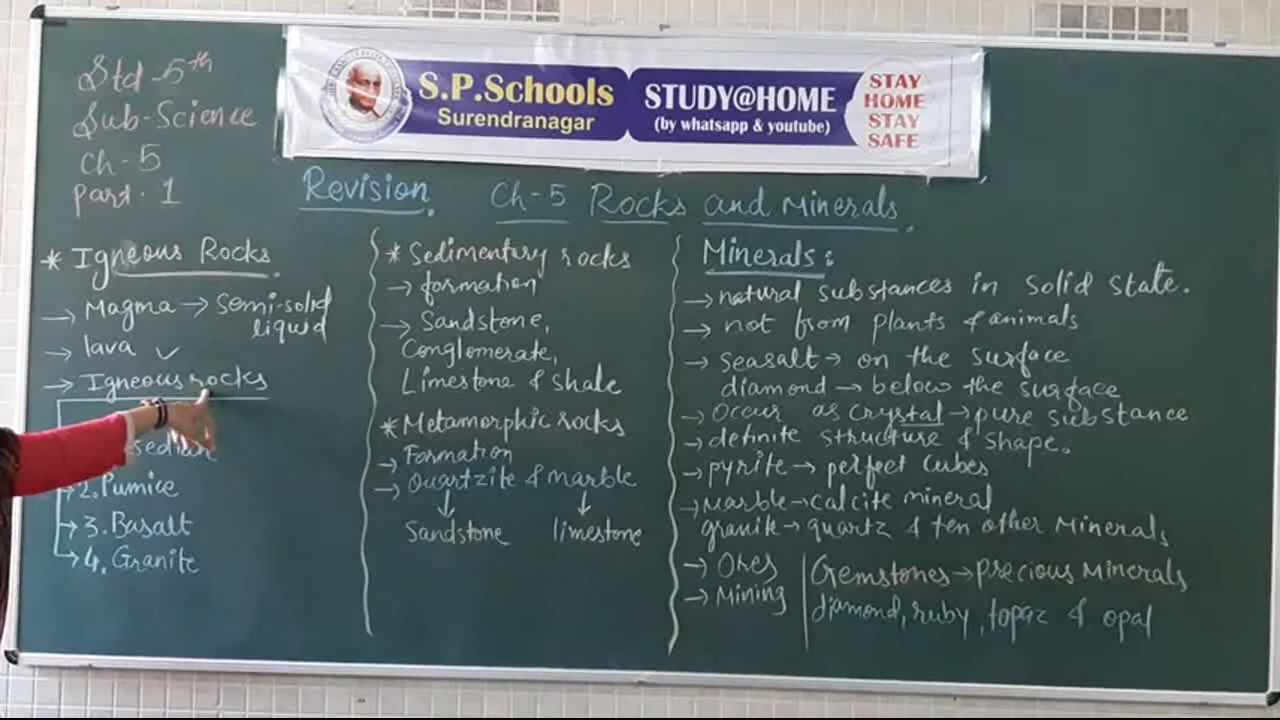 Std - 5th
Sub - Science
Ch - 5
part - 1
S.P.Schools
Surendranagar
STUDY@HOME
(by whatsapp & youtube)
STAY
HOME
STAY
SAFE
Revision. Ch-5 Rocks and Minerals.
* Igneous Rocks.
→ Magma → semi-solid
liquid
→ lava ✓
→ Igneous rocks
→ 2. Pumice
→ 3. Basalt
→ 4. Granite
* Sedimentary rocks
→ formation
→ Sandstone,
Conglomerate,
Limestone & shale
* Metamorphic rocks
→ Formation
→ Quartzite & marble
↓ ↓
Sandstone limestone
Minerals:
→ natural substances in solid state.
→ not from plants & animals
→ seasalt → on the surface
diamond → below the surface
→ Occur as crystal → pure substance
→ definite structure & shape.
→ pyrite → perfect cubes
→ Marble → calcite mineral
granite → quartz & ten other Minerals
→ Ores
→ Mining
Gemstones → precious Minerals
diamond, ruby, topaz & opal